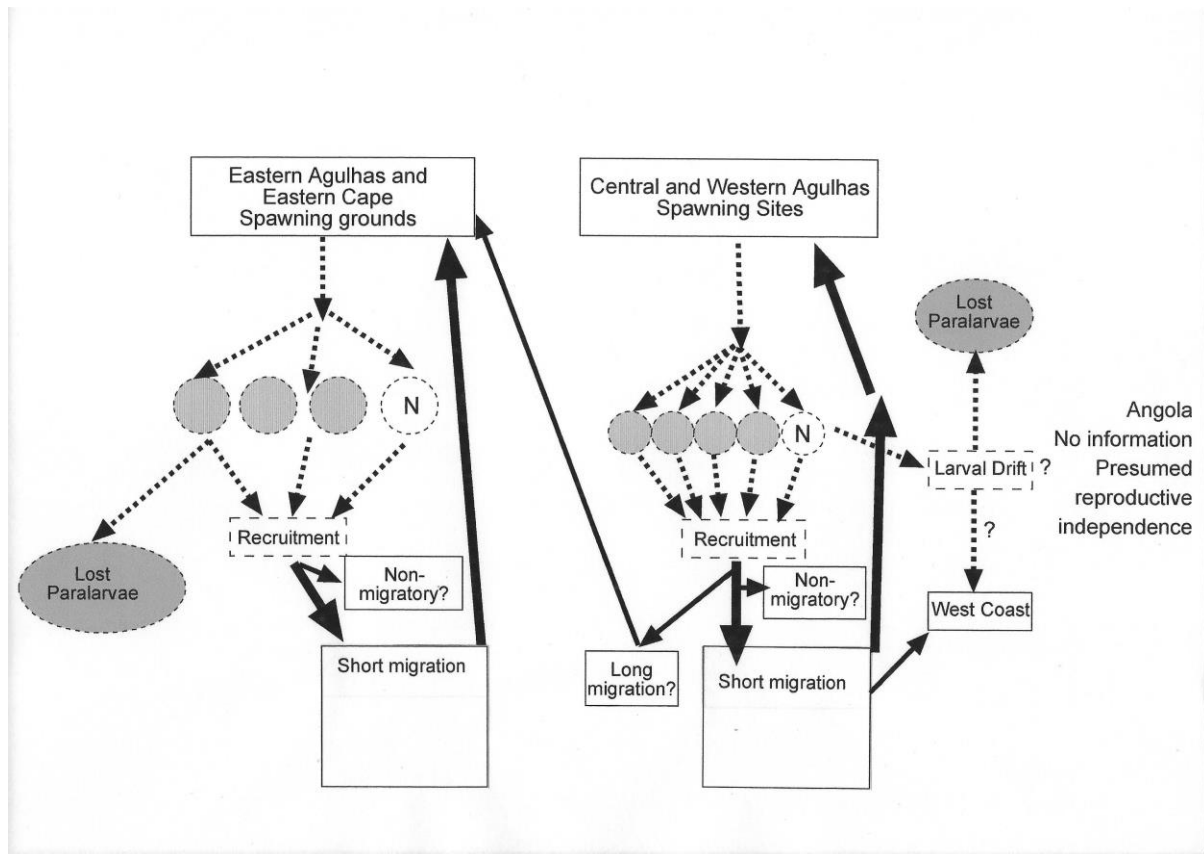 Eastern Agulhas and
Eastern Cape
Spawning grounds
N
Recruitment
Lost
Paralarvae
Non-
migratory?
Short migration
Central and Western Agulhas
Spawning Sites
N
Recruitment
Non-
migratory?
Long
migration?
Short migration
Lost
Paralarvae
Larval Drift
?
?
West Coast
Angola
No information
Presumed
reproductive
independence